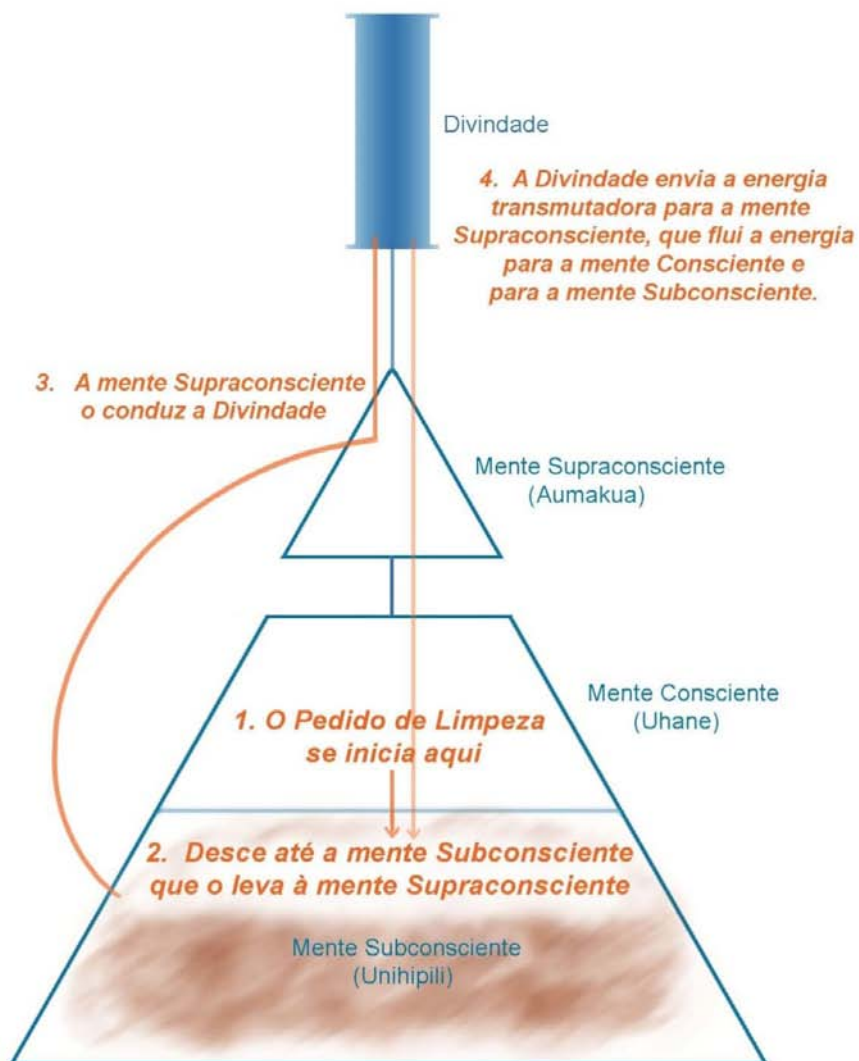 Divindade
4. A Divindade envia a energia
transmutadora para a mente
Supraconsciente, que flui a energia
para a mente Consciente e
para a mente Subconsciente.
3. A mente Supraconsciente
o conduz a Divindade
Mente Supraconsciente
(Aumakua)
Mente Consciente
(Uhane)
1. O Pedido de Limpeza
se inicia aqui
2. Desce até a mente Subconsciente
que o leva à mente Supraconsciente
Mente Subconsciente
(Unihipili)